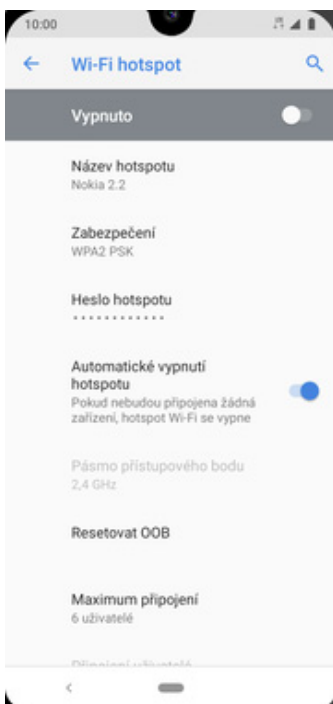 10:00
Wi-Fi hotspot
Vypnuto
Název hotspotu
Nokia 2.2
Zabezpečení
WPA2 PSK
Heslo hotspotu
............
Automatické vypnutí
hotspotu
Pokud nebudou připojena žádná
zařízení, hotspot Wi-Fi se vypne
Pásmo přístupového bodu
2,4 GHz
Resetovat OOB
Maximum připojení
6 uživatelé
Připojení uživatelé